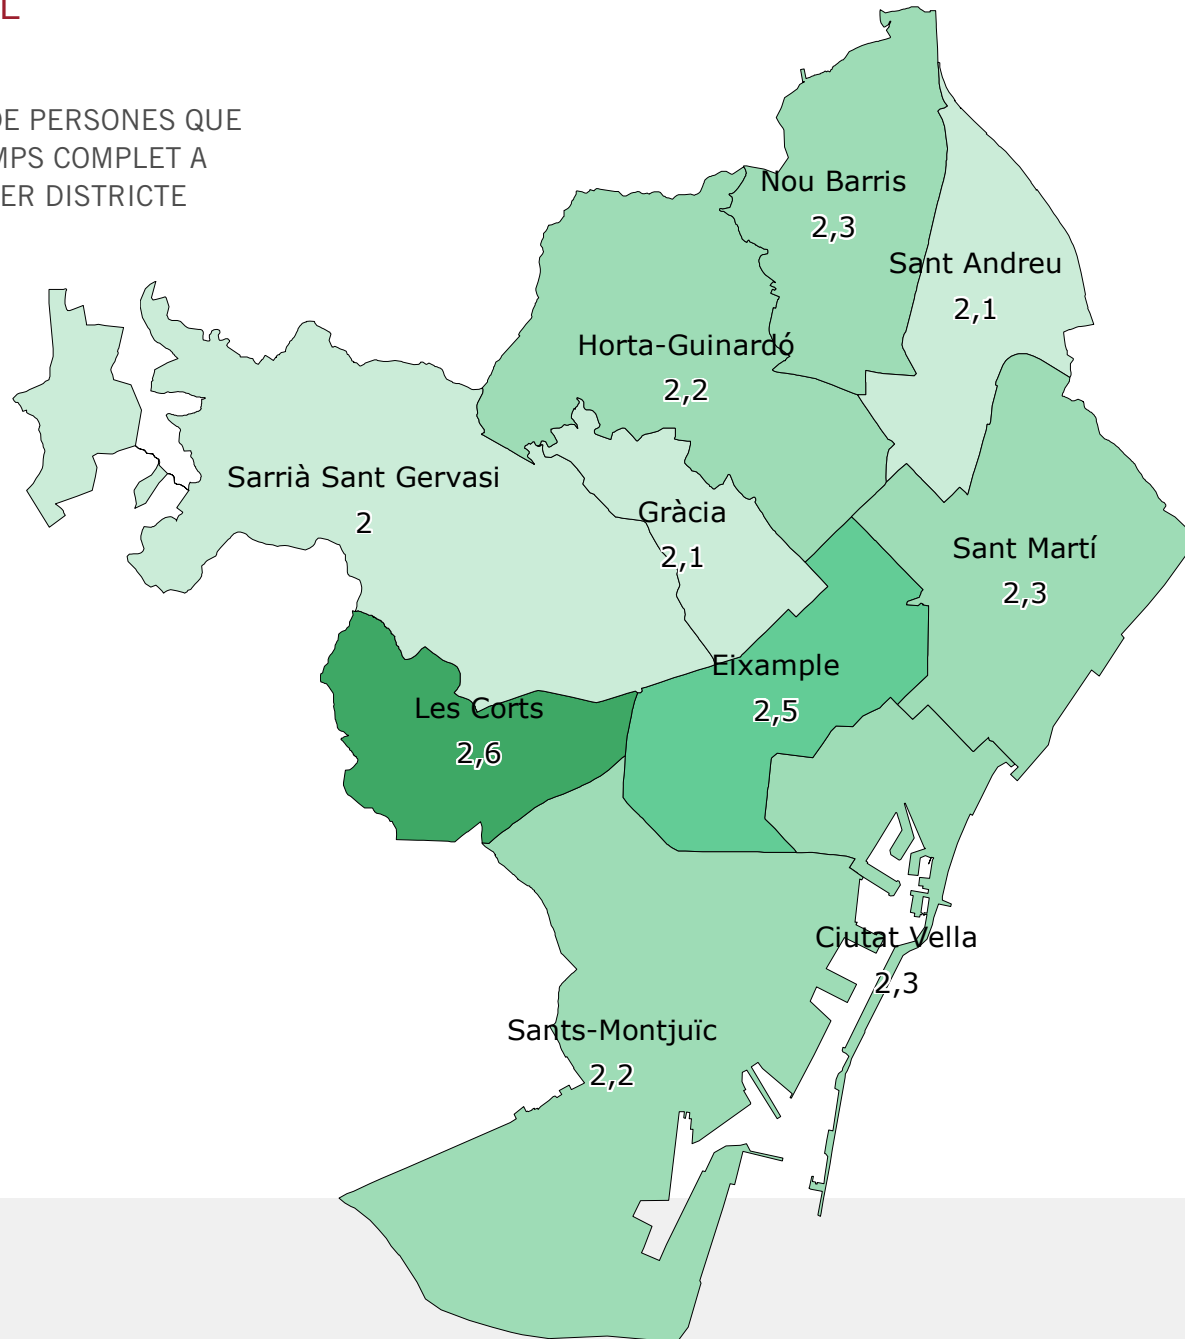 L
DE PERSONES QUE
MPS COMPLET A
ER DISTRICTE
Nou Barris
2,3
Sant Andreu
2,1
Horta-Guinardó
2,2
Sarrià Sant Gervasi
2
Gràcia
2,1
Sant Martí
2,3
Eixample
2,5
Les Corts
2,6
Ciutat Vella
2,3
Sants-Montjuïc
2,2